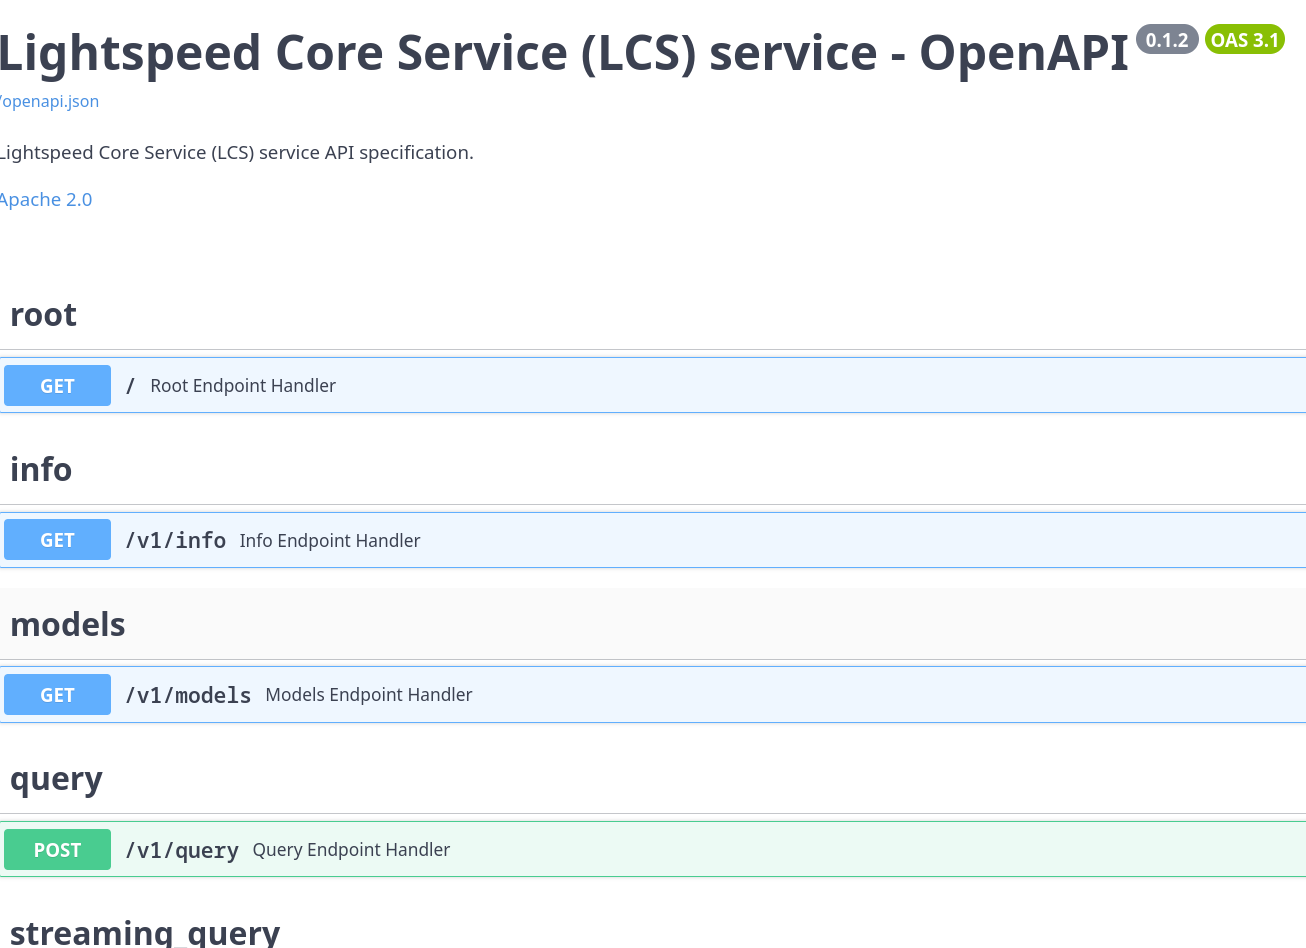 Lightspeed Core Service (LCS) service - OpenAPI 0.1.2 OAS 3.1
/openapi.json
Lightspeed Core Service (LCS) service API specification.
Apache 2.0
root
GET / Root Endpoint Handler
info
GET /v1/info Info Endpoint Handler
models
GET /v1/models Models Endpoint Handler
query
POST /v1/query Query Endpoint Handler
streaming_query